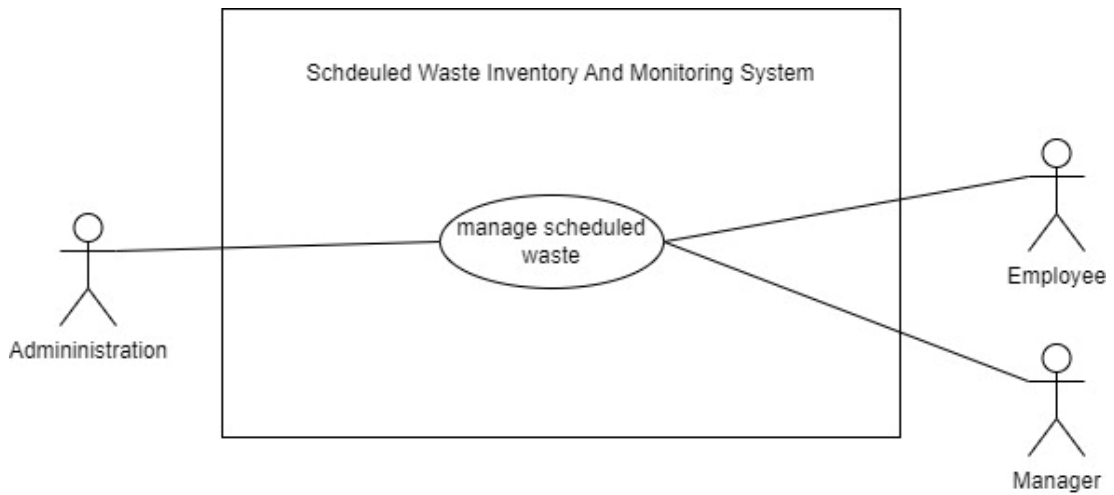 Schdeuled Waste Inventory And Monitoring System
manage scheduled
waste
Employee
Admininistration
Manager